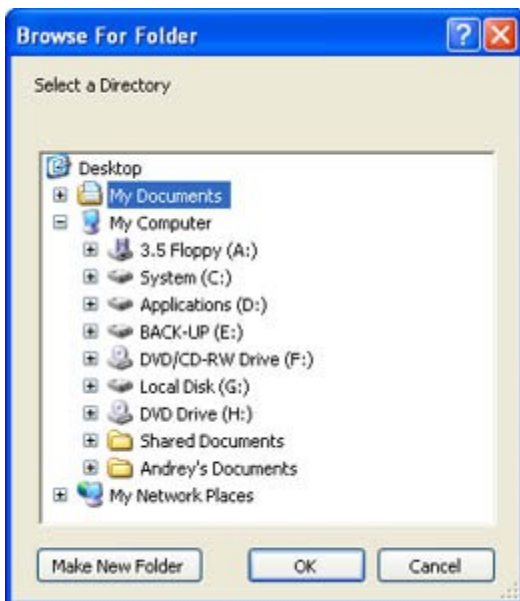 Browse For Folder
Select a Directory
Desktop
My Documents
My Computer
3.5 Floppy (A:)
System (C:)
Applications (D:)
BACK-UP (E:)
DVD/CD-RW Drive (F:)
Local Disk (G:)
DVD Drive (H:)
Shared Documents
Andrey's Documents
My Network Places
Make New Folder OK Cancel